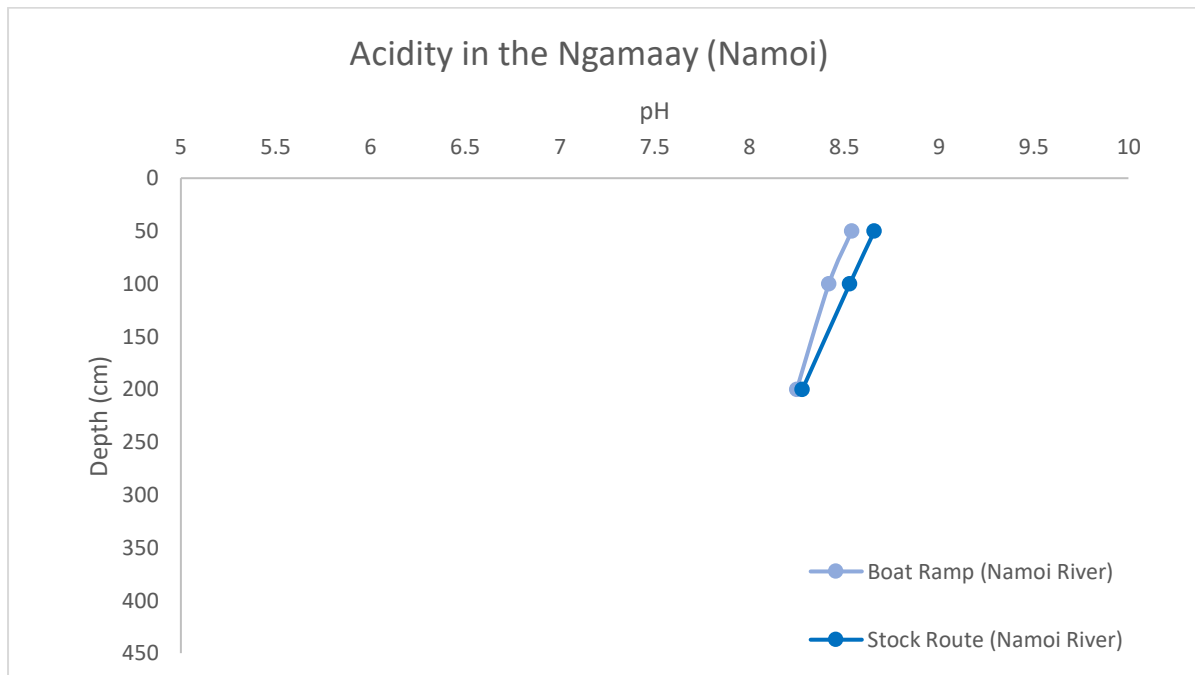 Acidity in the Ngamaay (Namoi)
pH
5 5.5 6 6.5 7 7.5 8 8.5 9 9.5 10
0
50
100
150
200
250
300
350
400
450
Depth (cm)
Boat Ramp (Namoi River)
Stock Route (Namoi River)